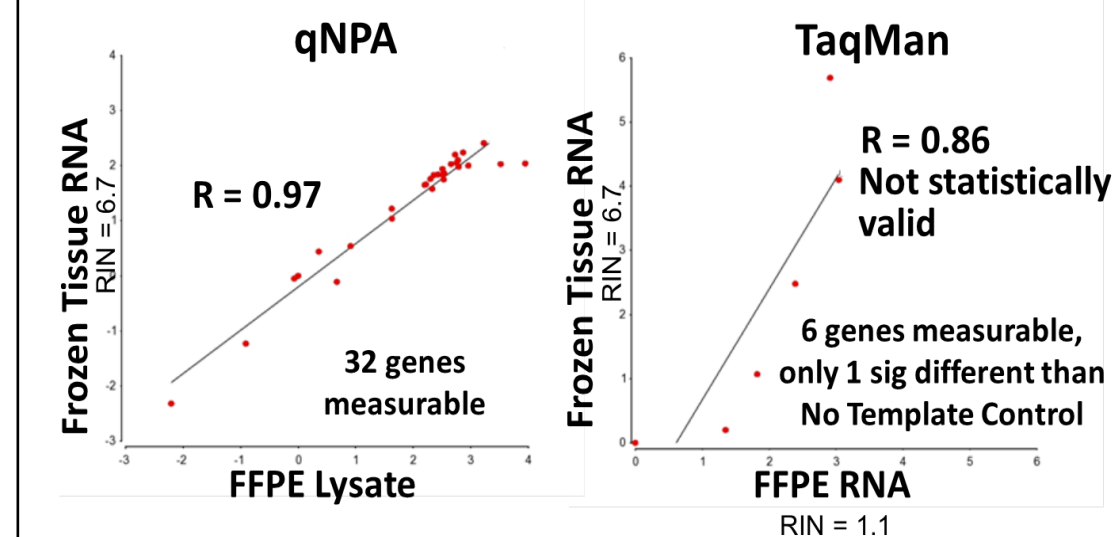 qNPA
4
3
2
1
-1
-2
-3
Frozen Tissue RNA
RIN = 6.7
R = 0.97
32 genes
measurable
-3
-2
-1
0
1
2
3
4
FFPE Lysate
TaqMan
6
5
4
3
2
1
0
Frozen Tissue RNA
RIN = 6.7
R = 0.86
Not statistically
valid
6 genes measurable,
only 1 sig different than
No Template Control
0
1
2
3
4
5
6
FFPE RNA
RIN = 1.1